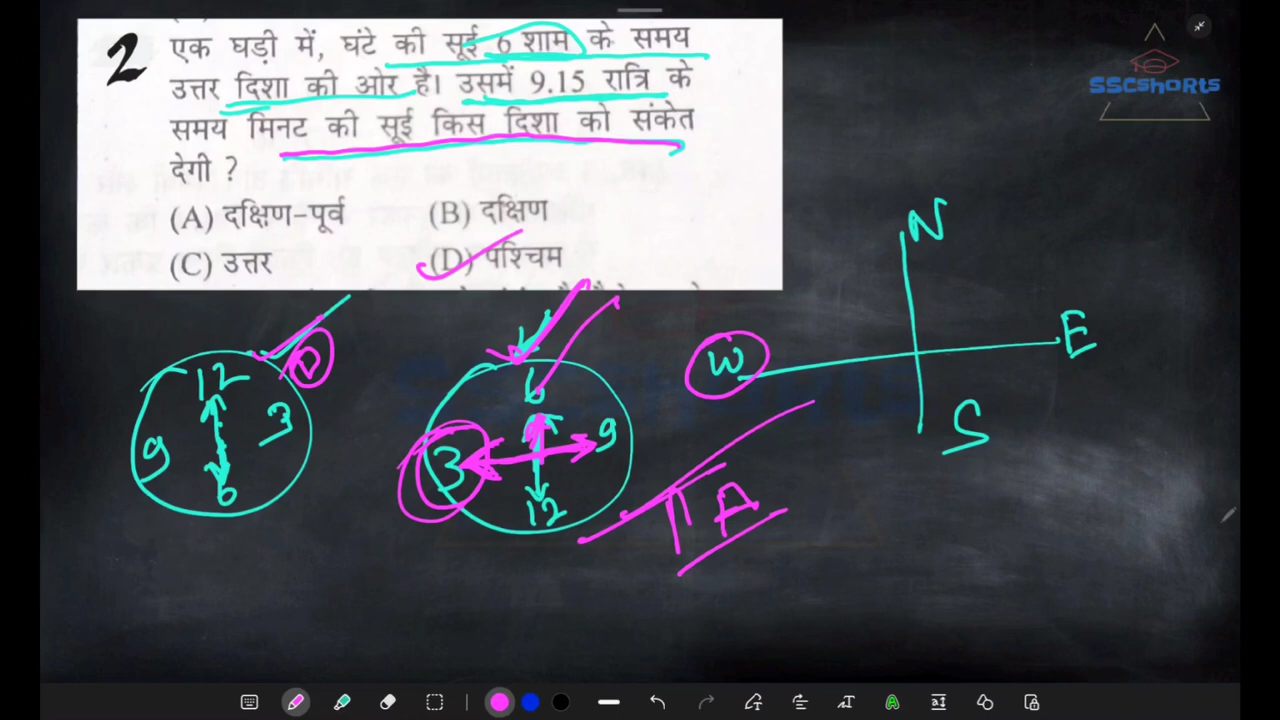 2
एक घड़ी में, घंटे की सूई 6 शाम के समय
उत्तर दिशा की ओर है। उसमें 9.15 रात्रि के
समय मिनट की सूई किस दिशा को संकेत
देगी ?
(A) दक्षिण-पूर्व (B) दक्षिण
(C) उत्तर (D) पश्चिम
SSCshoRts
N
W E
S
D
12
9 3
6
6
3 9
12
A